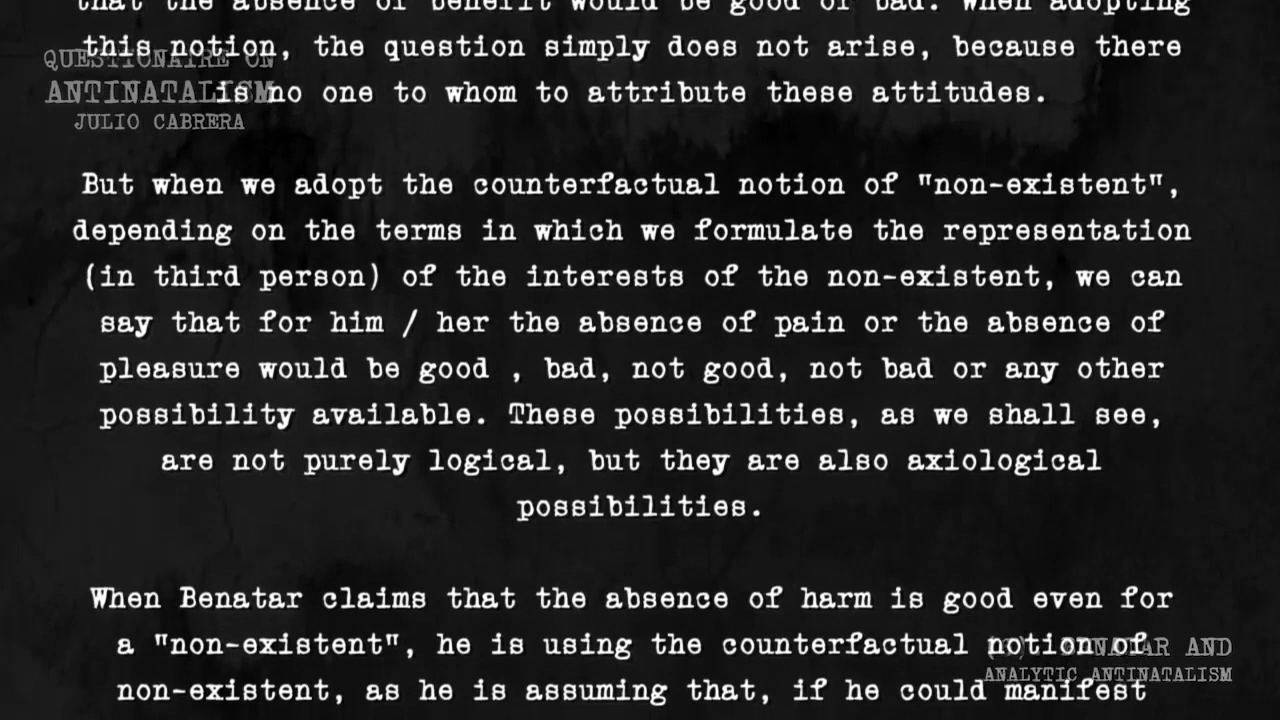 that the absence of benefit would be good or bad. When adopting
this notion, the question simply does not arise, because there
is no one to whom to attribute these attitudes.
QUESTIONAIRE ON
ANTINATALISM
JULIO CABRERA
But when we adopt the counterfactual notion of "non-existent",
depending on the terms in which we formulate the representation
(in third person) of the interests of the non-existent, we can
say that for him / her the absence of pain or the absence of
pleasure would be good , bad, not good, not bad or any other
possibility available. These possibilities, as we shall see,
are not purely logical, but they are also axiological
possibilities.
When Benatar claims that the absence of harm is good even for
a "non-existent", he is using the counterfactual notion of
non-existent, as he is assuming that, if he could manifest
BENATAR AND
ANALYTIC ANTINATALISM